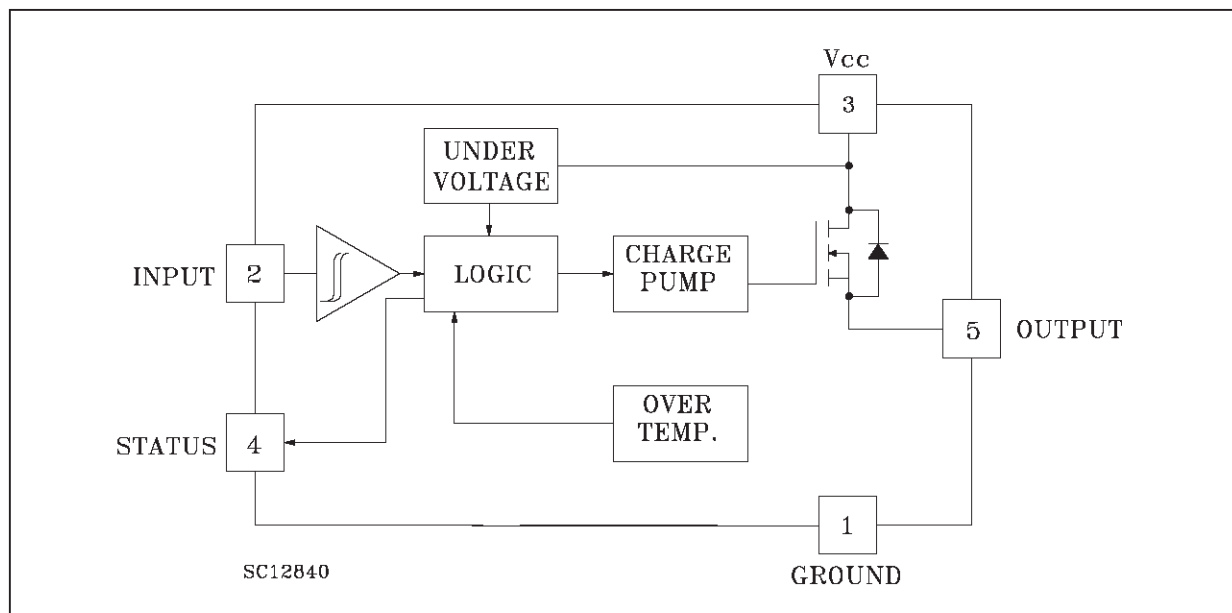 Vcc
3
UNDER
VOLTAGE
INPUT
2
LOGIC
CHARGE
PUMP
5
OUTPUT
STATUS
4
OVER
TEMP.
1
SC12840
GROUND